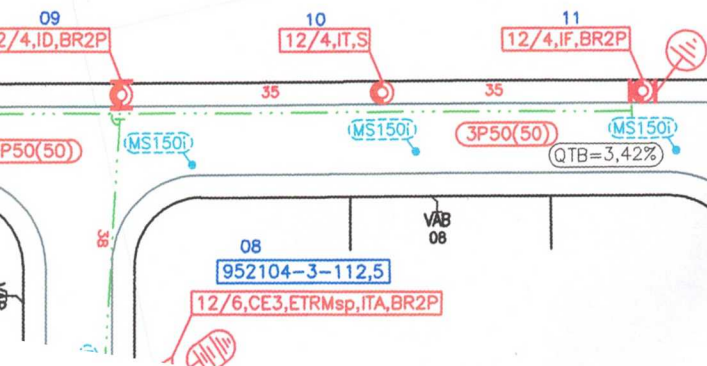 09
10
11
2/4,ID,BR2P
12/4,IT,S
12/4,IF,BR2P
35
35
P50(50)
MS150i
MS150i
3P50(50)
MS150i
QTB=3,42%
38
VAB
08
08
952104-3-112,5
12/6,CE3,ETRMsp,ITA,BR2P